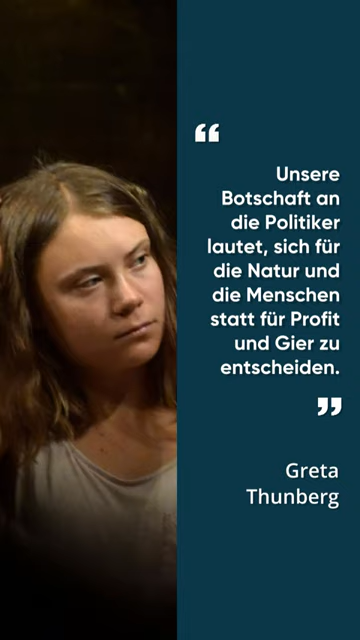 “
Unsere
Botschaft an
die Politiker
lautet, sich für
die Natur und
die Menschen
statt für Profit
und Gier zu
entscheiden.
”
Greta
Thunberg